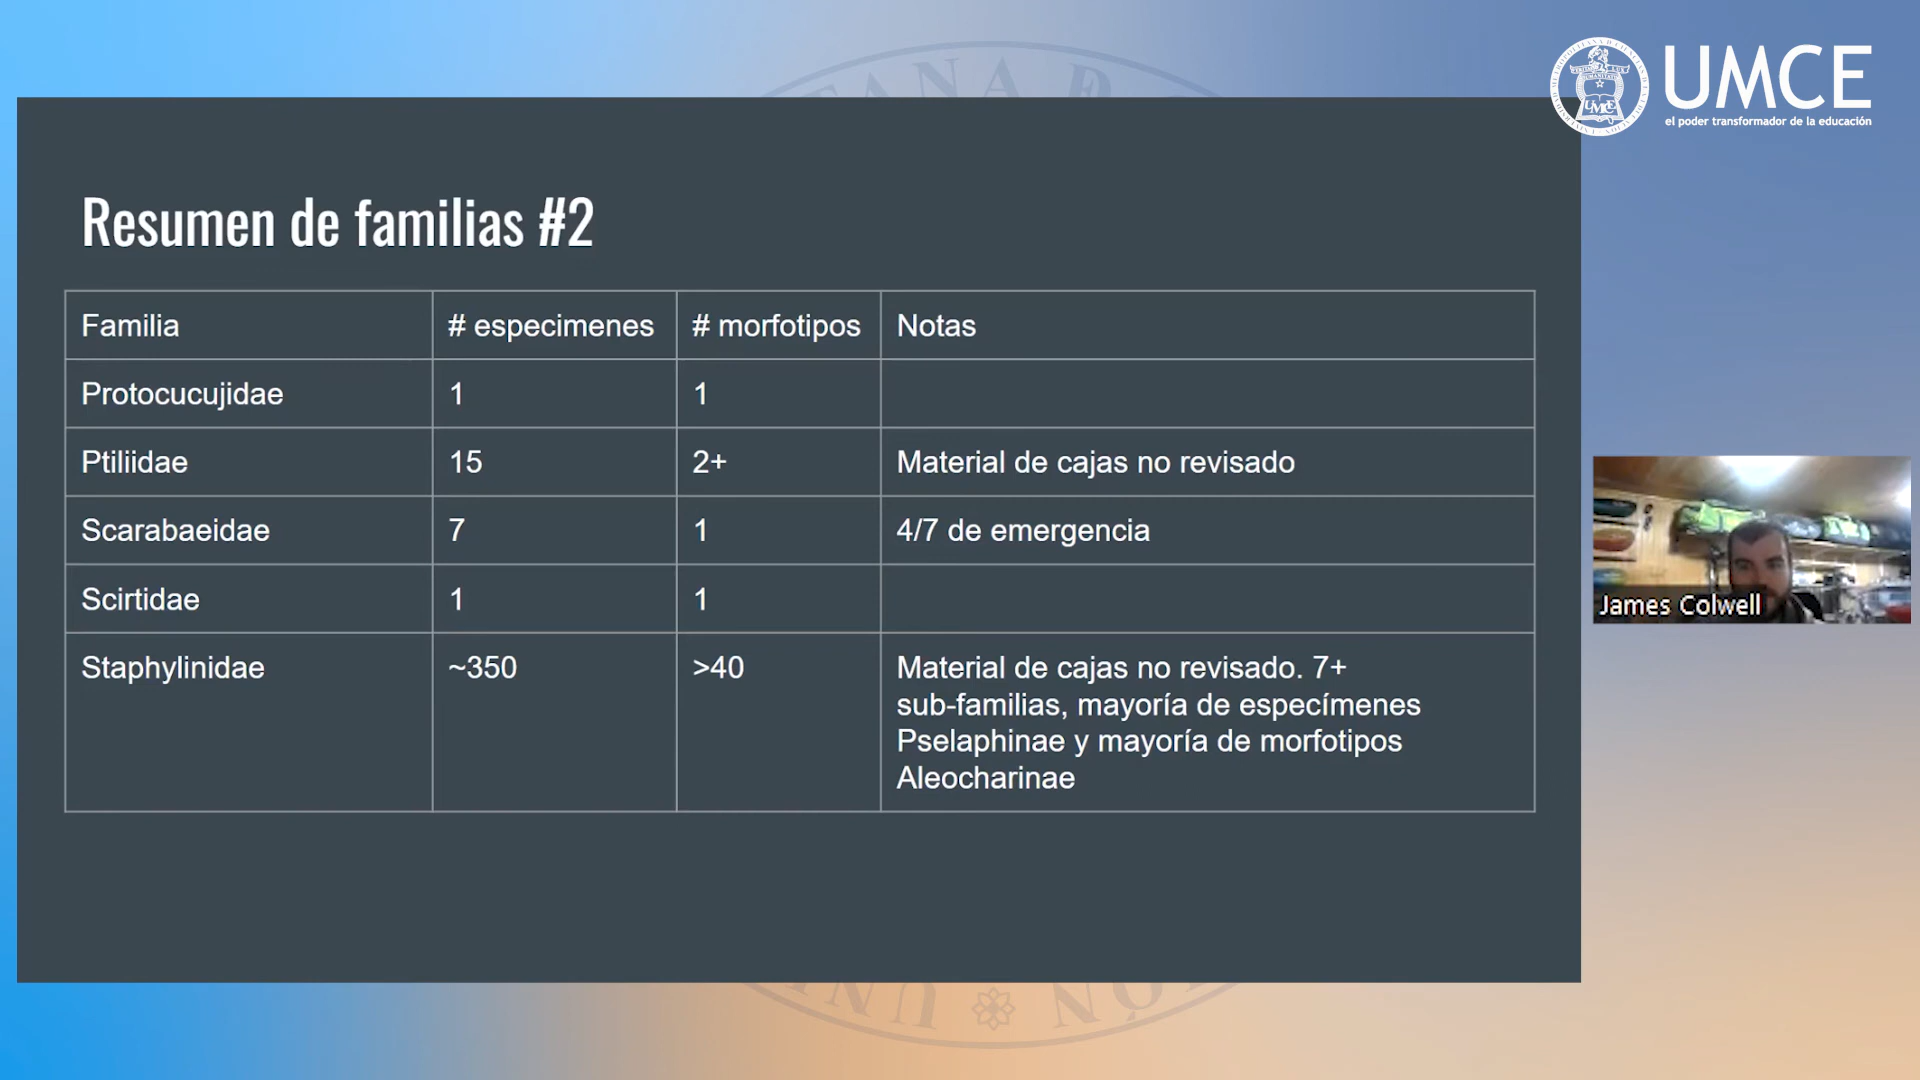 UMCE
el poder transformador de la educación
Resumen de familias #2
Familia # especimenes # morfotipos Notas
Protocucujidae 1 1
Ptiliidae 15 2+ Material de cajas no revisado
Scarabaeidae 7 1 4/7 de emergencia
Scirtidae 1 1
Staphylinidae ~350 >40 Material de cajas no revisado. 7+
sub-familias, mayoría de específimenes
Pselaphinae y mayoría de morfotipos
Aleocharinae
James Colwell